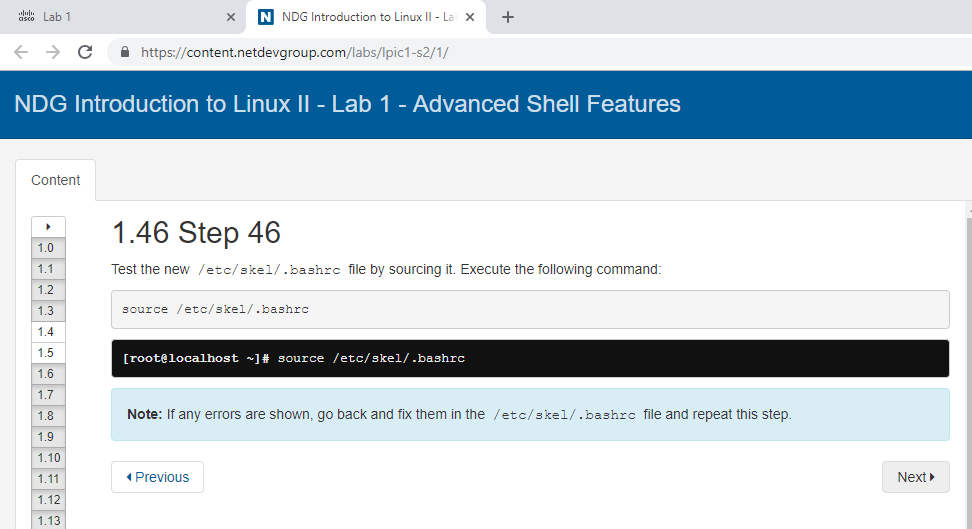 cisco
Lab 1
NDG Introduction to Linux II - La
https://content.netdevgroup.com/labs/lpic1-s2/1/
NDG Introduction to Linux II - Lab 1 - Advanced Shell Features
Content
1.0
1.1
1.2
1.3
1.4
1.5
1.6
1.7
1.8
1.9
1.10
1.11
1.12
1.13
1.46 Step 46
Test the new /etc/skel/.bashrc file by sourcing it. Execute the following command:
source /etc/skel/.bashrc
[root@localhost ~]# source /etc/skel/.bashrc
Note: If any errors are shown, go back and fix them in the /etc/skel/.bashrc file and repeat this step.
Previous
Next